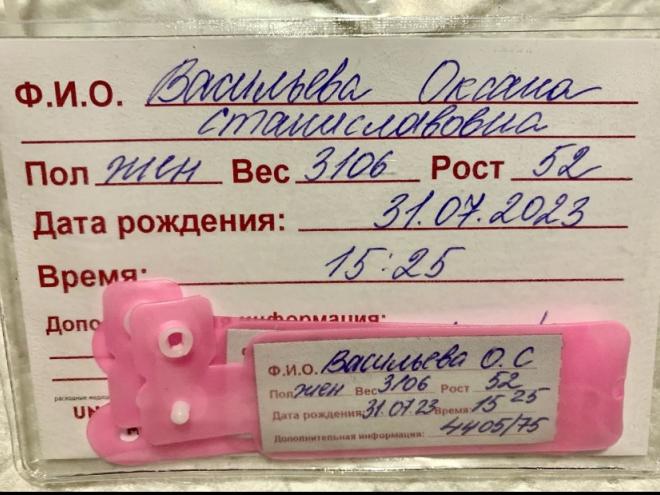 Ф.И.О. Васильева Оксана
Станиславовна
Пол жен Вес 3106 Рост 52
Дата рождения: 31.07.2023
Время: 15:25
информация:
Ф.И.О. Васильева О.С
Пол жен Вес 3106 Рост 52
Дата рождения: 31.07.23 Время: 15 25
Дополнительная информация: 4405/75